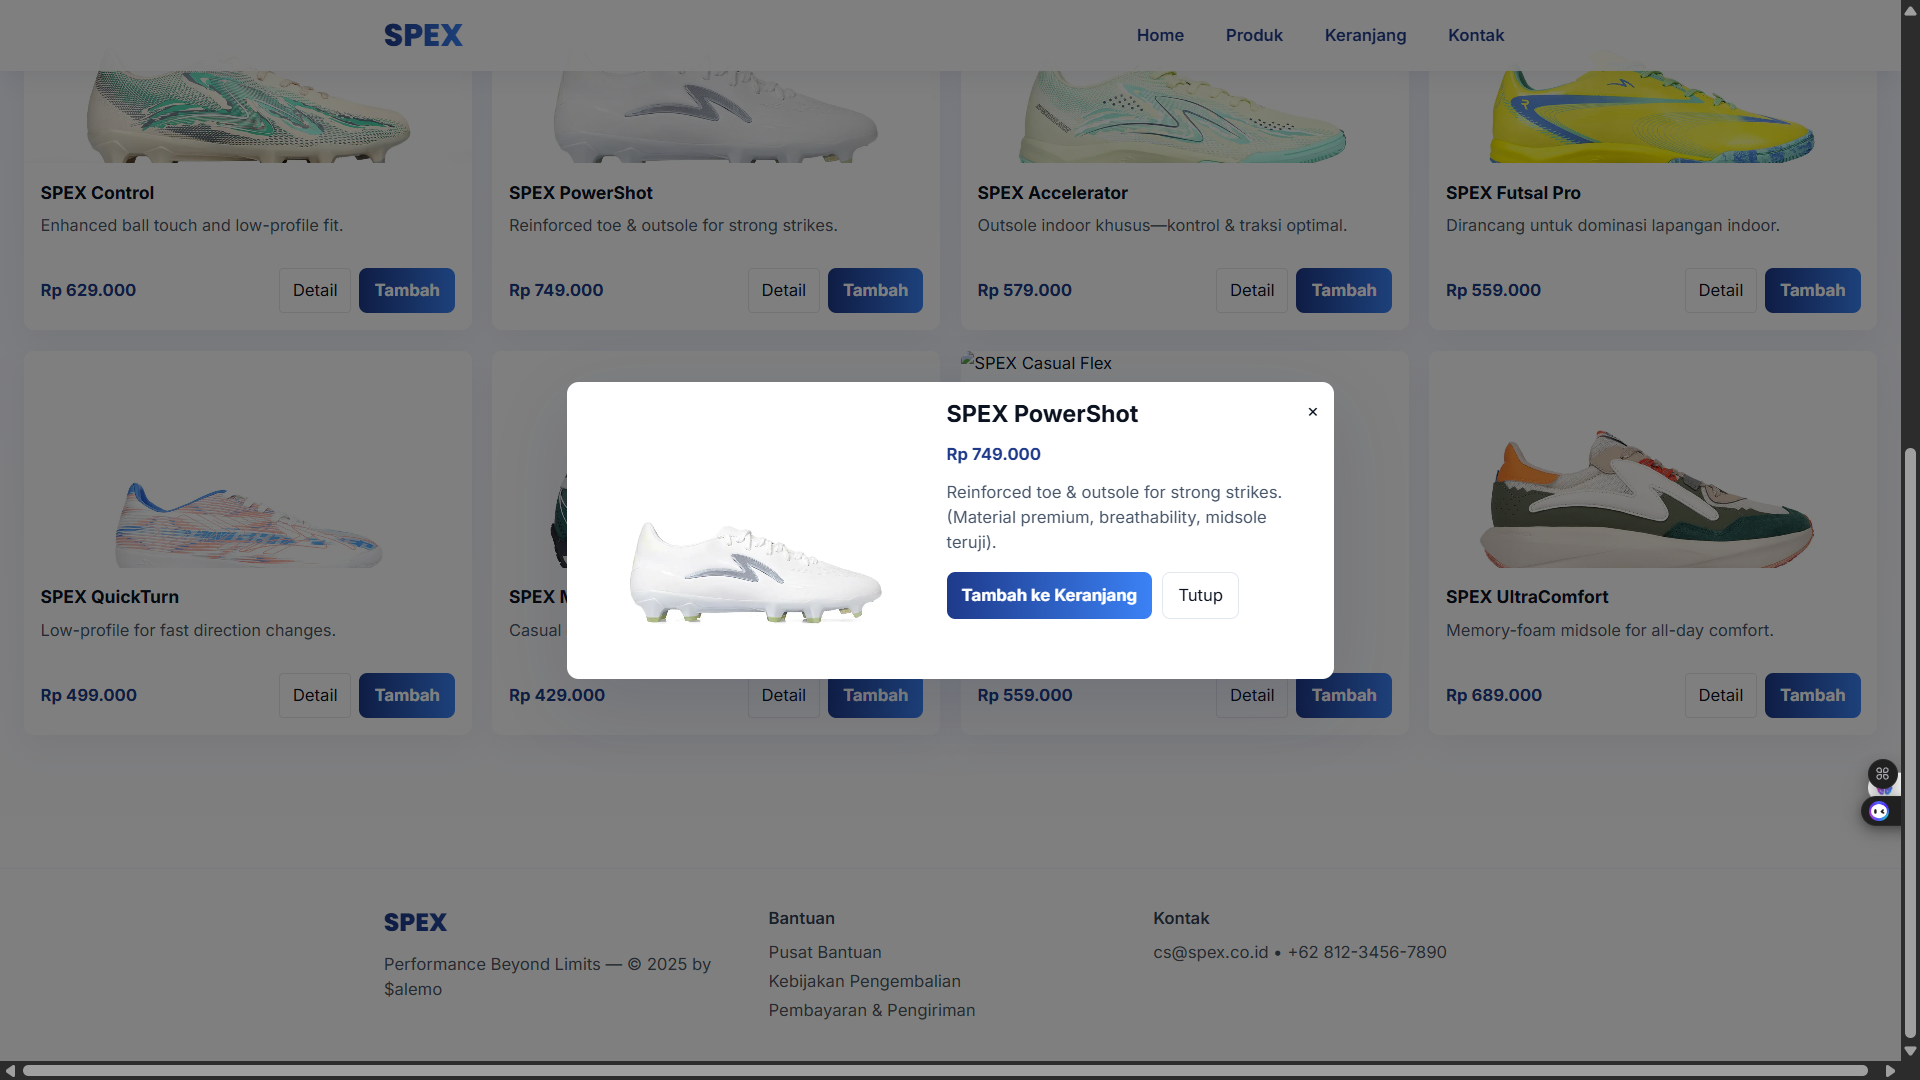 SPEX
Home
Produk
Keranjang
Kontak
SPEX Control
Enhanced ball touch and low-profile fit.
Rp 629.000
Detail
Tambah
SPEX PowerShot
Reinforced toe & outsole for strong strikes.
Rp 749.000
Detail
Tambah
SPEX Accelerator
Outsole indoor khusus—kontrol & traksi optimal.
Rp 579.000
Detail
Tambah
SPEX Futsal Pro
Dirancang untuk dominasi lapangan indoor.
Rp 559.000
Detail
Tambah
SPEX Casual Flex
SPEX PowerShot
×
Rp 749.000
Reinforced toe & outsole for strong strikes.
(Material premium, breathability, midsole
teruji).
Tambah ke Keranjang
Tutup
SPEX QuickTurn
Low-profile for fast direction changes.
Rp 499.000
Detail
Tambah
SPEX
Casual
Rp 429.000
Detail
Tambah
Rp 559.000
Detail
Tambah
SPEX UltraComfort
Memory-foam midsole for all-day comfort.
Rp 689.000
Detail
Tambah
SPEX
Performance Beyond Limits — © 2025 by
$alemo
Bantuan
Pusat Bantuan
Kebijakan Pengembalian
Pembayaran & Pengiriman
Kontak
cs@spex.co.id • +62 812-3456-7890